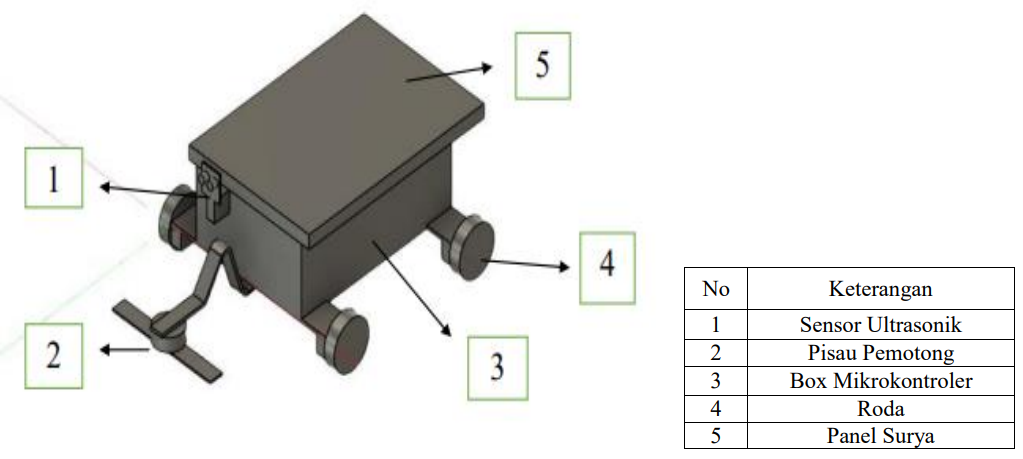 5
1
4
2
3
No Keterangan
1 Sensor Ultrasonik
2 Pisau Pemotong
3 Box Mikrokontroler
4 Roda
5 Panel Surya